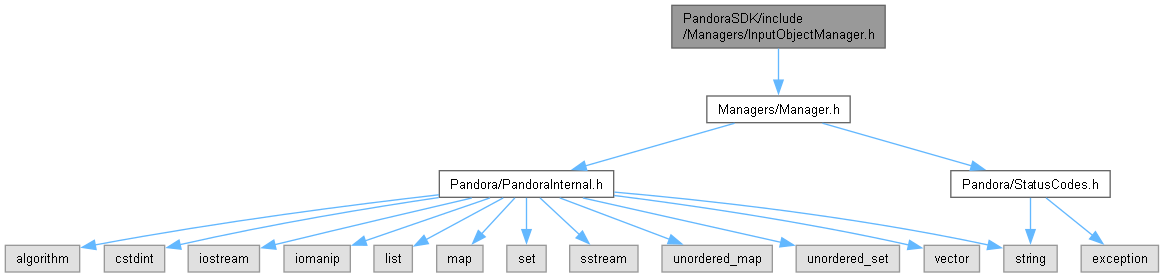 PandoraSDK/include
/Managers/InputObjectManager.h
Managers/Manager.h
Pandora/PandoraInternal.h
Pandora/StatusCodes.h
algorithm
cstdint
iostream
iomanip
list
map
set
sstream
unordered_map
unordered_set
vector
string
exception